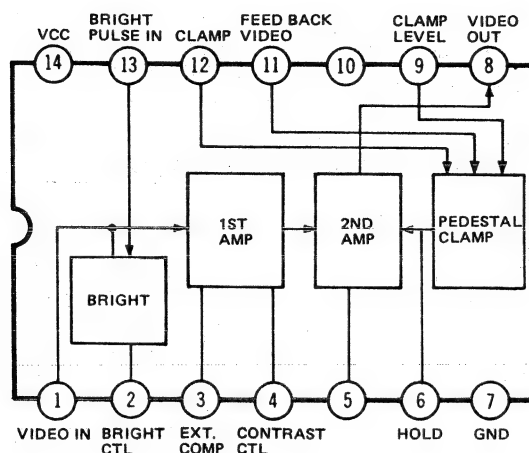 VCC
BRIGHT
PULSE IN
CLAMP
FEED BACK
VIDEO
CLAMP
LEVEL
VIDEO
OUT
14
13
12
11
10
9
8
1ST
AMP
2ND
AMP
PEDESTAL
CLAMP
BRIGHT
1
2
3
4
5
6
7
VIDEO IN
BRIGHT
CTL
EXT.
COMP
CONTRAST
CTL
HOLD
GND